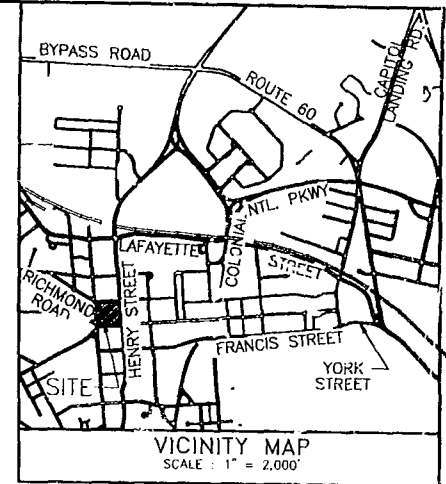 BYPASS ROAD
ROUTE 60
CAPITOL
LANDING RD.
COLONIAL NTL. PKWY
LAFAYETTE
STREET
RICHMOND
ROAD
HENRY STREET
FRANCIS STREET
SITE
YORK
STREET
VICINITY MAP
SCALE : 1" = 2,000'